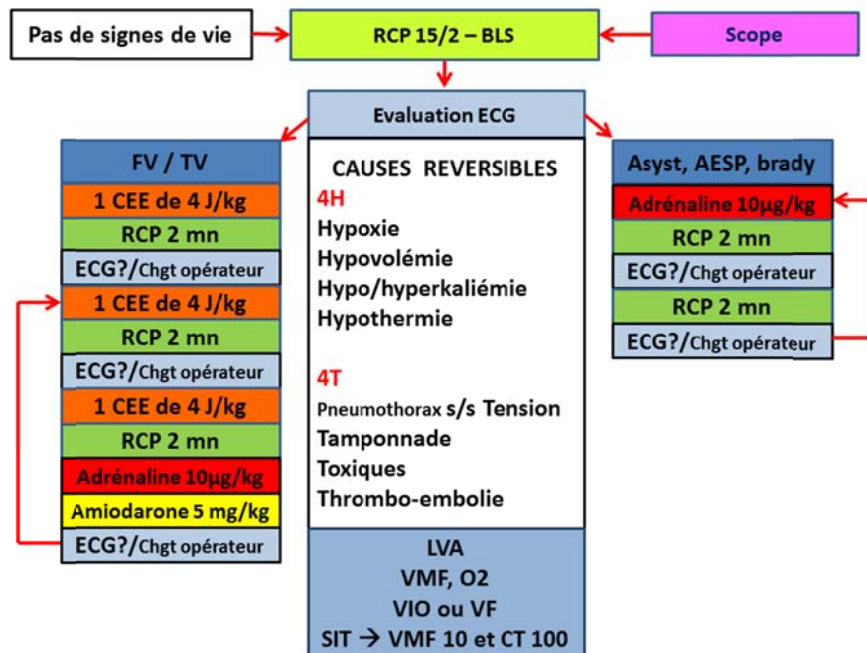 Pas de signes de vie
RCP 15/2 – BLS
Scope
Evaluation ECG
FV / TV
1 CEE de 4 J/kg
RCP 2 mn
ECG?/Chgt opérateur
1 CEE de 4 J/kg
RCP 2 mn
ECG?/Chgt opérateur
1 CEE de 4 J/kg
RCP 2 mn
Adrénaline 10µg/kg
Amiodarone 5 mg/kg
ECG?/Chgt opérateur
CAUSES REVERSIBLES
4H
Hypoxie
Hypovolémie
Hypo/hyperkaliémie
Hypothermie
4T
Pneumothorax s/s Tension
Tamponnade
Toxiques
Thrombo-embolie
LVA
VMF, O2
VIO ou VF
SIT → VMF 10 et CT 100
Asyst, AESP, brady
Adrénaline 10µg/kg
RCP 2 mn
ECG?/Chgt opérateur
RCP 2 mn
ECG?/Chgt opérateur